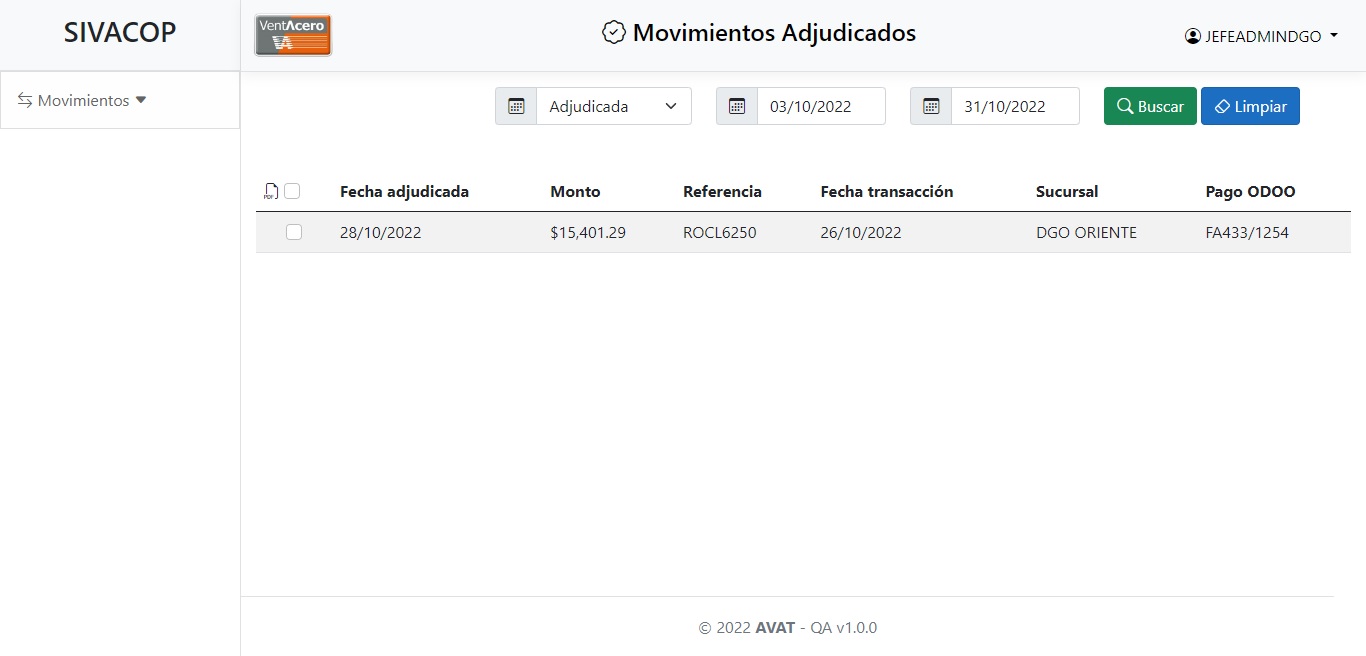 SIVACOP
VentAcero
VA
Movimientos Adjudicados
JEFEADMINDGO
Movimientos
Adjudicada
03/10/2022
31/10/2022
Buscar
Limpiar
PDF
Fecha adjudicada Monto Referencia Fecha transacción Sucursal Pago ODOO
28/10/2022 $15,401.29 ROCL6250 26/10/2022 DGO ORIENTE FA433/1254
© 2022 AVAT - QA v1.0.0